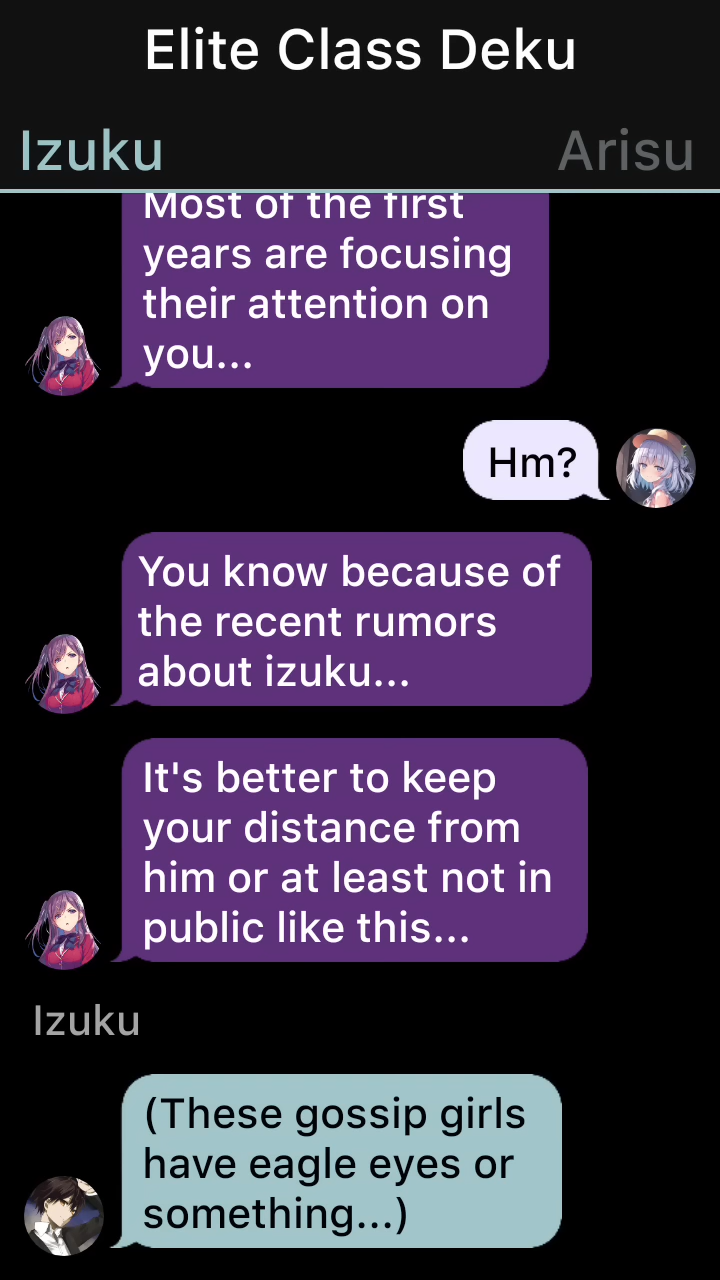 Elite Class Deku
Izuku
Arisu
Most of the first
years are focusing
their attention on
you...
Hm?
You know because of
the recent rumors
about izuku...
It's better to keep
your distance from
him or at least not in
public like this...
Izuku
(These gossip girls
have eagle eyes or
something...)